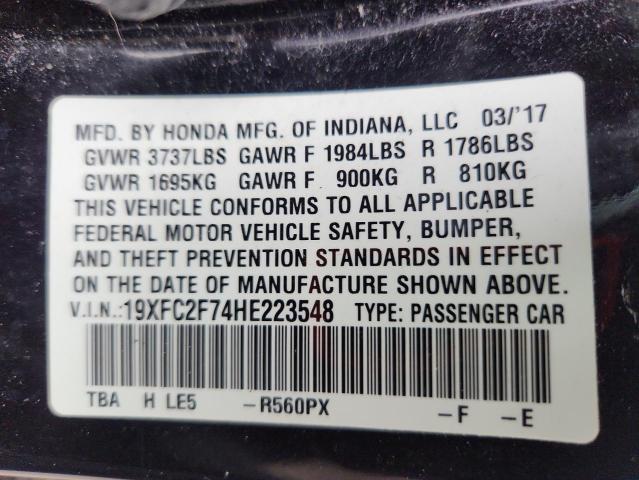 MFD. BY HONDA MFG. OF INDIANA, LLC 03/'17
GVWR 3737LBS GAWR F 1984LBS R 1786LBS
GVWR 1695KG GAWR F 900KG R 810KG
THIS VEHICLE CONFORMS TO ALL APPLICABLE
FEDERAL MOTOR VEHICLE SAFETY, BUMPER,
AND THEFT PREVENTION STANDARDS IN EFFECT
ON THE DATE OF MANUFACTURE SHOWN ABOVE.
V.I.N.:19XFC2F74HE223548 TYPE: PASSENGER CAR
TBA H LE5 -R560PX -F -E